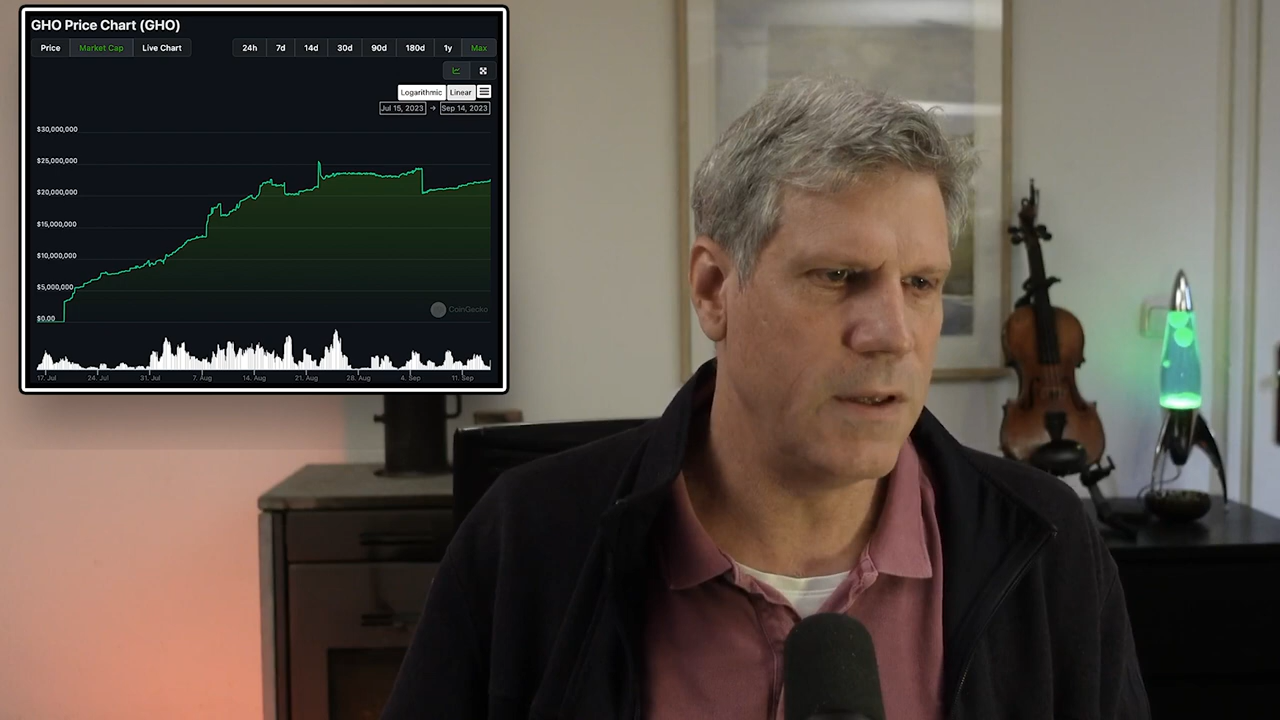 GHO Price Chart (GHO)
Price Market Cap Live Chart 24h 7d 14d 30d 90d 180d 1y Max
Logarithmic Linear
Jul 15, 2023 → Sep 14, 2023
$30,000,000
$25,000,000
$20,000,000
$15,000,000
$10,000,000
$5,000,000
$0.00
CoinGecko
17. Jul 24. Jul 31. Jul 7. Aug 14. Aug 21. Aug 28. Aug 4. Sep 11. Sep